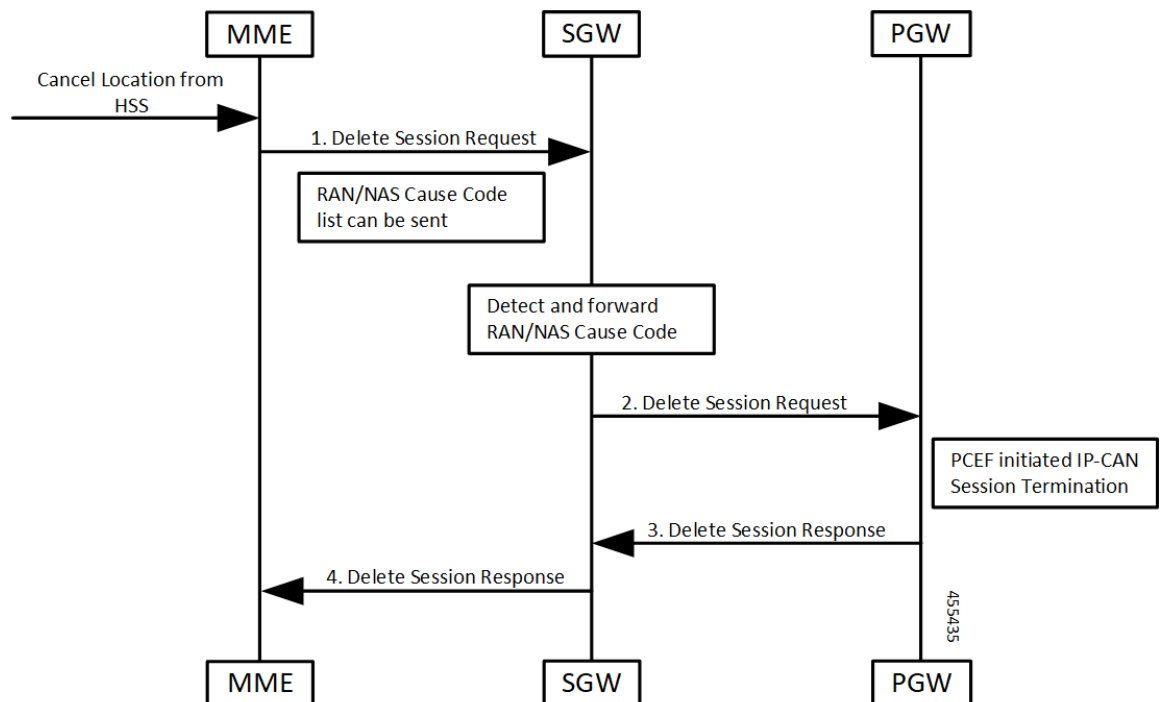 MME
SGW
PGW
Cancel Location from
HSS
1. Delete Session Request
RAN/NAS Cause Code
list can be sent
Detect and forward
RAN/NAS Cause Code
2. Delete Session Request
PCEF initiated IP-CAN
Session Termination
3. Delete Session Response
4. Delete Session Response
455435
MME
SGW
PGW